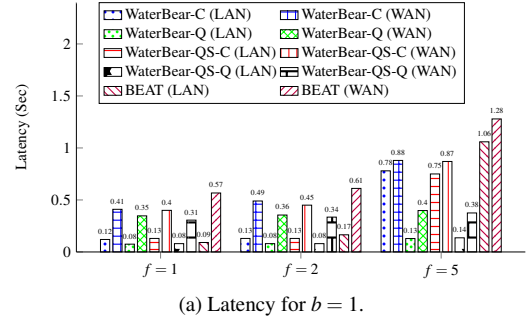 WaterBear-C (LAN) WaterBear-C (WAN)
WaterBear-Q (LAN) WaterBear-Q (WAN)
WaterBear-QS-C (LAN) WaterBear-QS-C (WAN)
WaterBear-QS-Q (LAN) WaterBear-QS-Q (WAN)
BEAT (LAN) BEAT (WAN)
Latency (Sec)
2
1.5
1
0.5
0
0.12 0.41 0.08 0.35 0.13 0.4 0.08 0.31 0.09 0.57
0.13 0.49 0.08 0.36 0.13 0.45 0.08 0.34 0.17 0.61
0.78 0.88 0.13 0.4 0.75 0.87 0.14 0.38 1.06 1.28
f = 1 f = 2 f = 5
(a) Latency for b = 1.